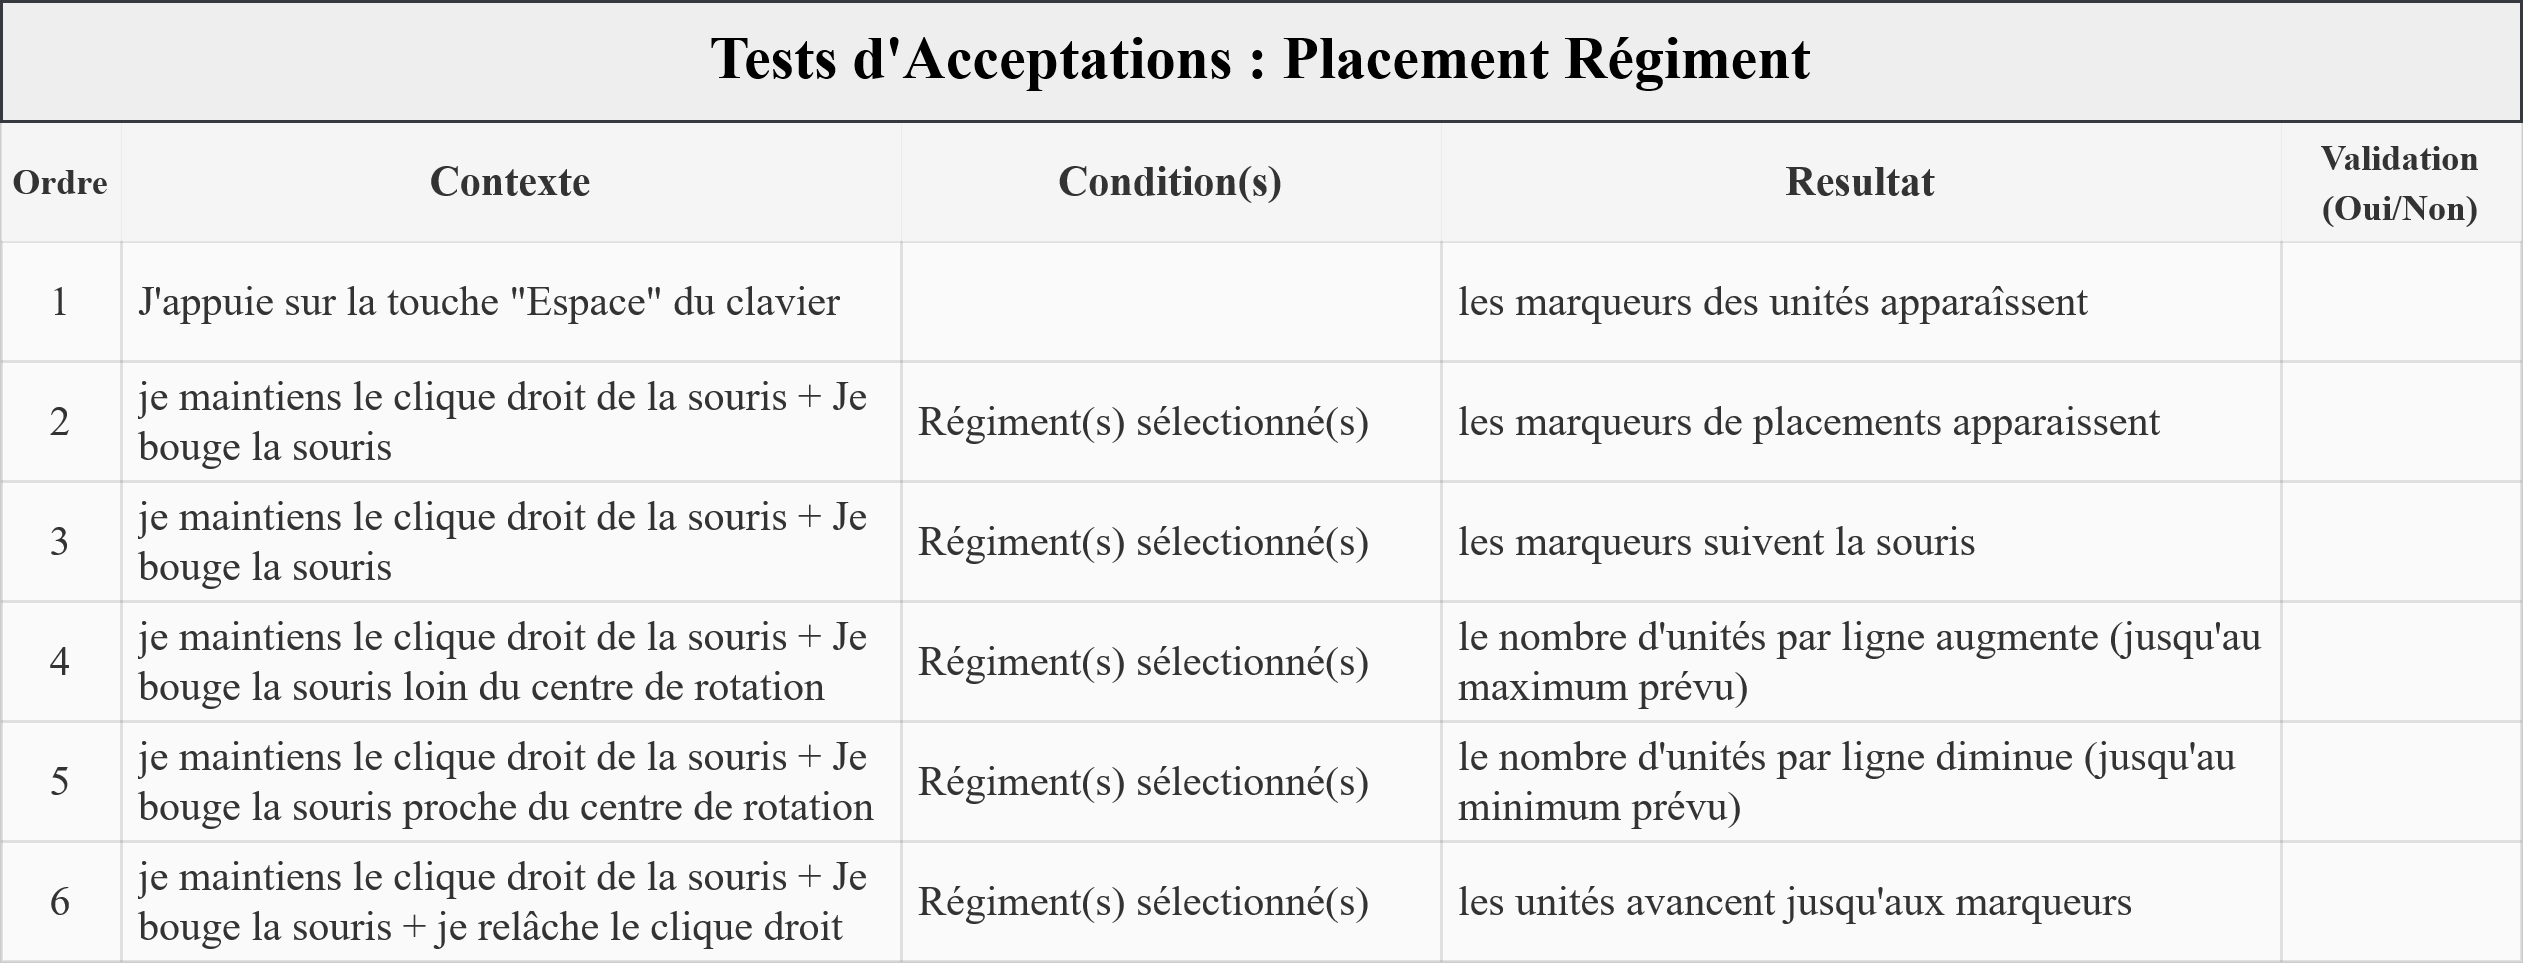 Tests d'Acceptations : Placement Régiment
Ordre
Contexte
Condition(s)
Resultat
Validation
(Oui/Non)
1
J'appuie sur la touche "Espace" du clavier
les marqueurs des unités apparaîssent
2
je maintiens le clique droit de la souris + Je
bouge la souris
Régiment(s) sélectionné(s)
les marqueurs de placements apparaissent
3
je maintiens le clique droit de la souris + Je
bouge la souris
Régiment(s) sélectionné(s)
les marqueurs suivent la souris
4
je maintiens le clique droit de la souris + Je
bouge la souris loin du centre de rotation
Régiment(s) sélectionné(s)
le nombre d'unités par ligne augmente (jusqu'au
maximum prévu)
5
je maintiens le clique droit de la souris + Je
bouge la souris proche du centre de rotation
Régiment(s) sélectionné(s)
le nombre d'unités par ligne diminue (jusqu'au
minimum prévu)
6
je maintiens le clique droit de la souris + Je
bouge la souris + je relâche le clique droit
Régiment(s) sélectionné(s)
les unités avancent jusqu'aux marqueurs